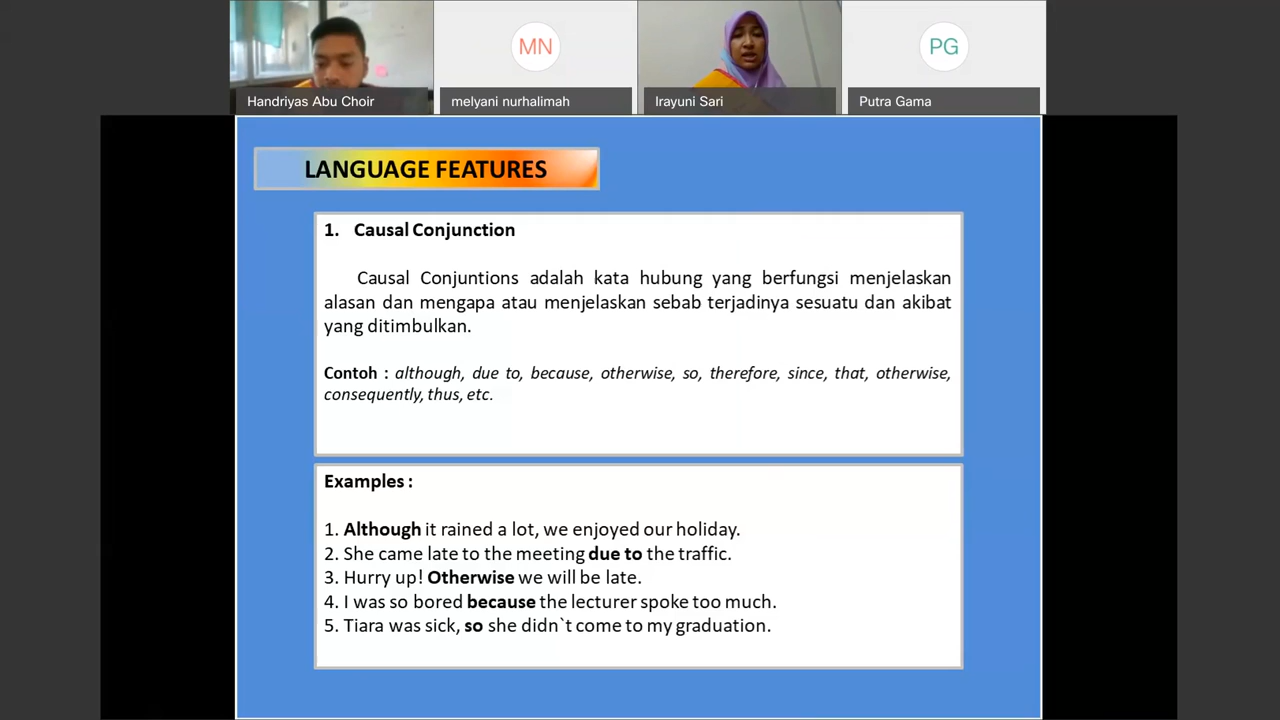 MN
PG
Handriyas Abu Choir
melyani nurhalimah
Irayuni Sari
Putra Gama
LANGUAGE FEATURES
1. Causal Conjunction
Causal Conjuntions adalah kata hubung yang berfungsi menjelaskan
alasan dan mengapa atau menjelaskan sebab terjadinya sesuatu dan akibat
yang ditimbulkan.
Contoh : although, due to, because, otherwise, so, therefore, since, that, otherwise,
consequently, thus, etc.
Examples :
1. Although it rained a lot, we enjoyed our holiday.
2. She came late to the meeting due to the traffic.
3. Hurry up! Otherwise we will be late.
4. I was so bored because the lecturer spoke too much.
5. Tiara was sick, so she didn`t come to my graduation.